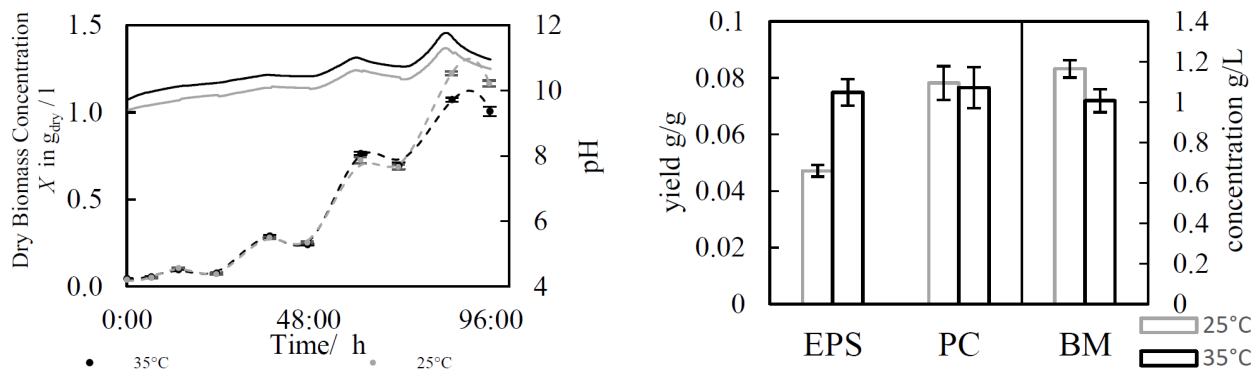 Dry Biomass Concentration
X in gdry / l
1.5
1.0
0.5
0.0
0:00
48:00
96:00
Time/ h
12
10
8
6
4
pH
35°C
25°C
yield g/g
0.1
0.08
0.06
0.04
0.02
0
EPS
PC
BM
1.4
1.2
1
0.8
0.6
0.4
0.2
0
concentration g/L
25°C
35°C